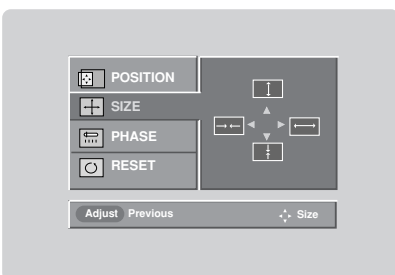 POSITION
SIZE
PHASE
RESET
Adjust Previous Size